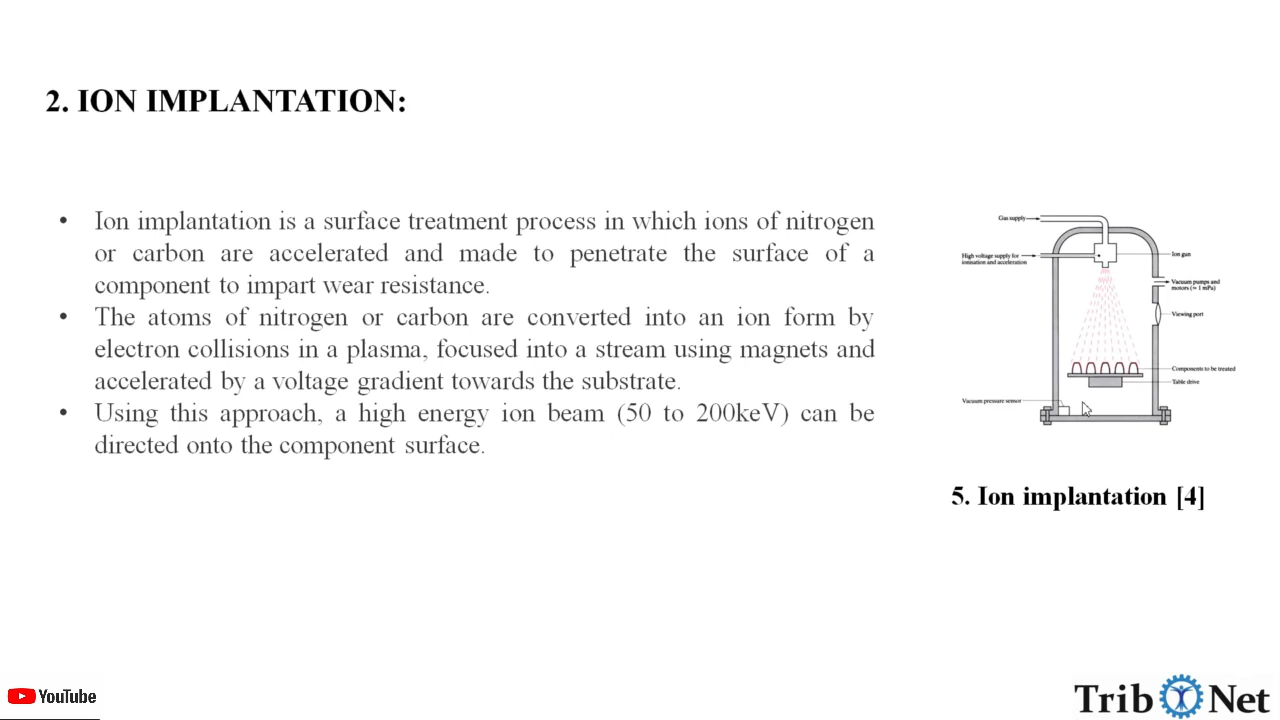 2. ION IMPLANTATION:
• Ion implantation is a surface treatment process in which ions of nitrogen
or carbon are accelerated and made to penetrate the surface of a
component to impart wear resistance.
• The atoms of nitrogen or carbon are converted into an ion form by
electron collisions in a plasma, focused into a stream using magnets and
accelerated by a voltage gradient towards the substrate.
• Using this approach, a high energy ion beam (50 to 200keV) can be
directed onto the component surface.
Gas supply
High voltage supply for
ionisation and acceleration
Ion gun
Vacuum pumps and
motors (≈ 1 mPa)
Viewing port
Components to be treated
Table drive
Vacuum pressure sensor
5. Ion implantation [4]
YouTube
Trib Net